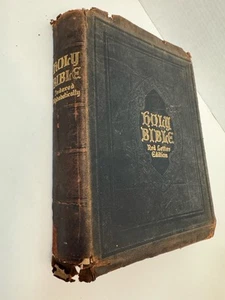 HOLY
BIBLE
Indexed
Alphabetically
HOLY
BIBLE
Red Letter
Edition